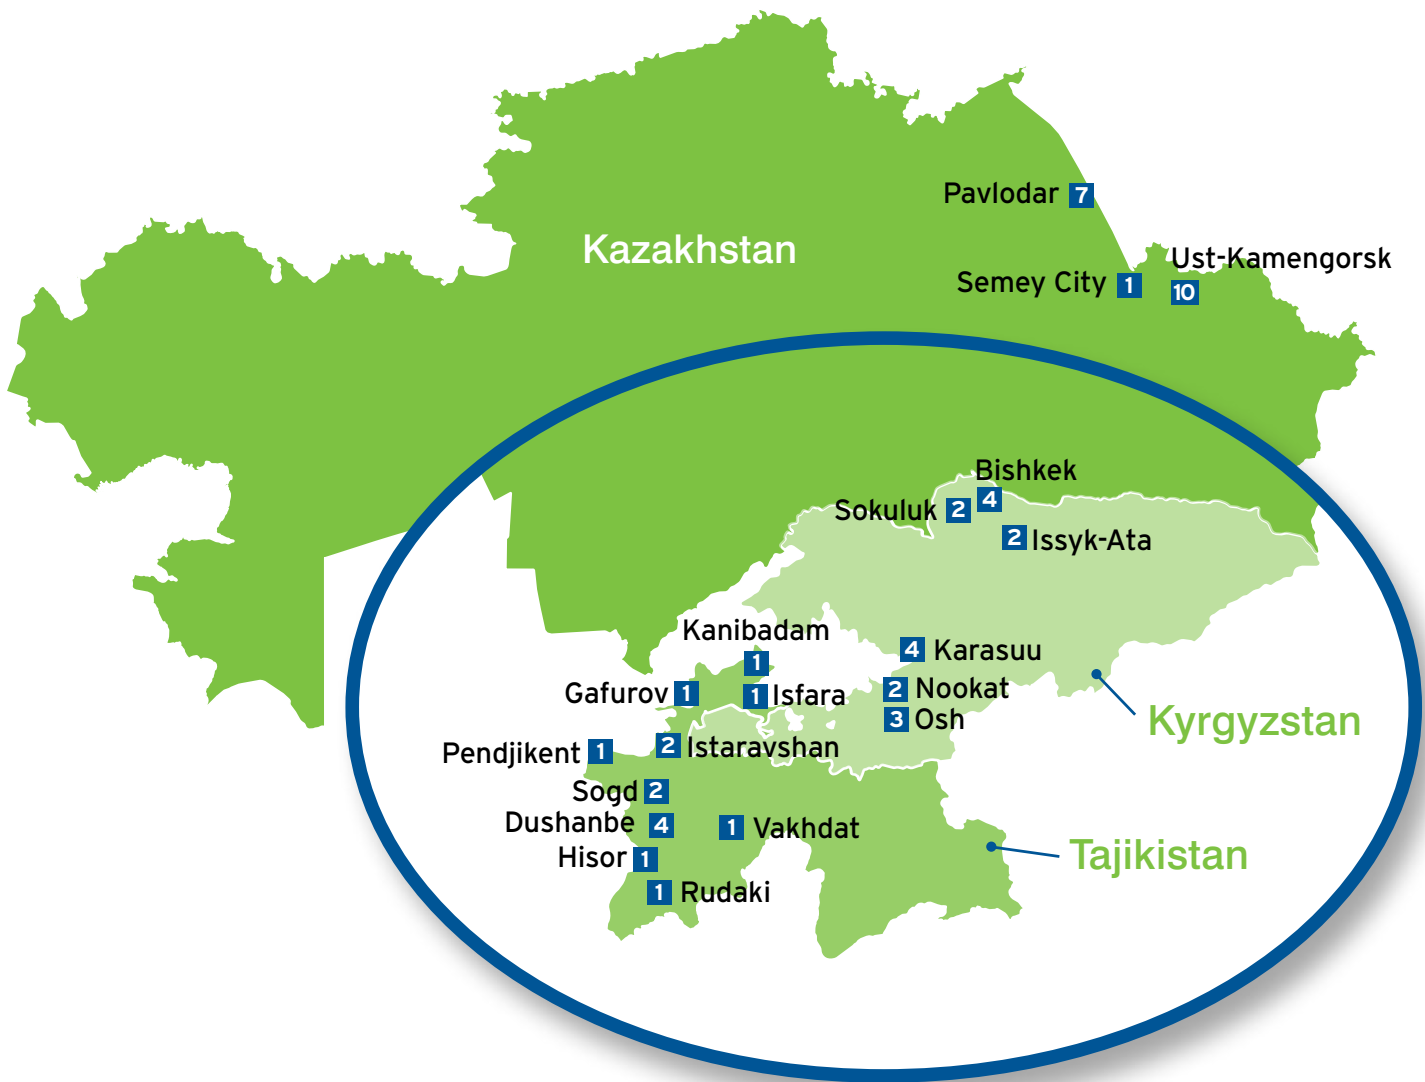 Pavlodar 7
Kazakhstan
Ust-Kamengorsk
10
Semey City 1
Bishkek
4
Sokuluk 2
2 Issyk-Ata
Kanibadam
1
4 Karasuu
Gafurov 1
1 Isfara
2 Nookat
3 Osh
Kyrgyzstan
Pendjikent 1
2 Istaravshan
Sogd 2
Dushanbe 4
1 Vakhdat
Tajikistan
Hisor 1
1 Rudaki